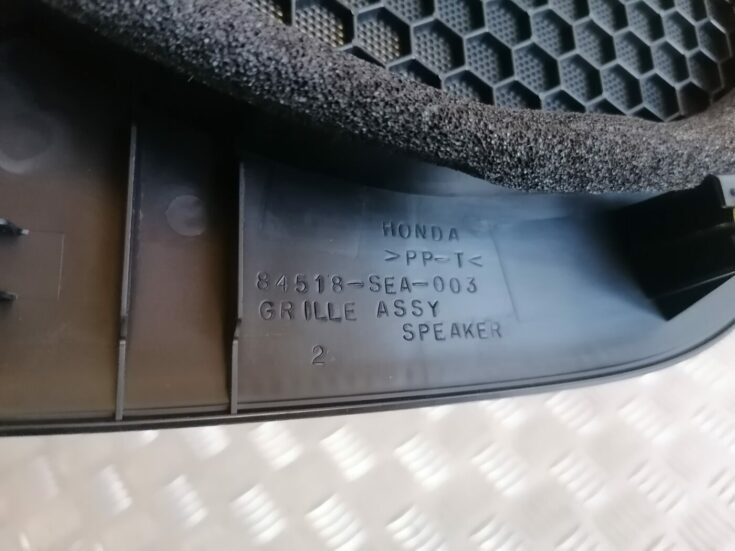 HONDA
>PP-T<
84518-SEA-003
GRILLE ASSY
SPEAKER
2